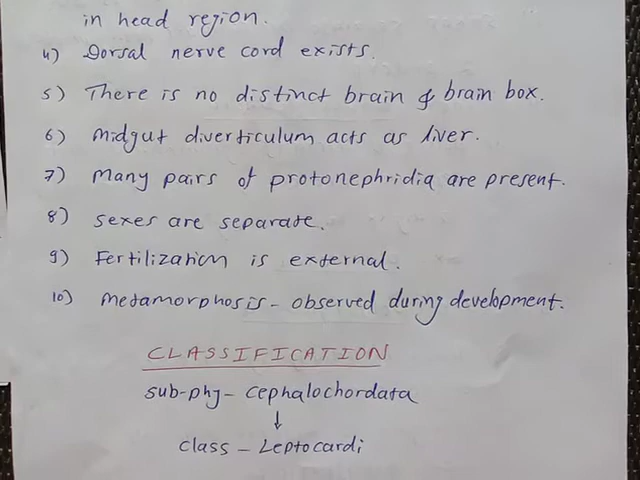 in head region.
4) Dorsal nerve cord exists.
5) There is no distinct brain & brain box.
6) Midgut diverticulum acts as liver.
7) Many pairs of protonephridia are present.
8) sexes are separate.
9) Fertilization is external.
10) Metamorphosis - observed during development.
CLASSIFICATION
sub-phy - cephalochordata
↓
class - Leptocardi